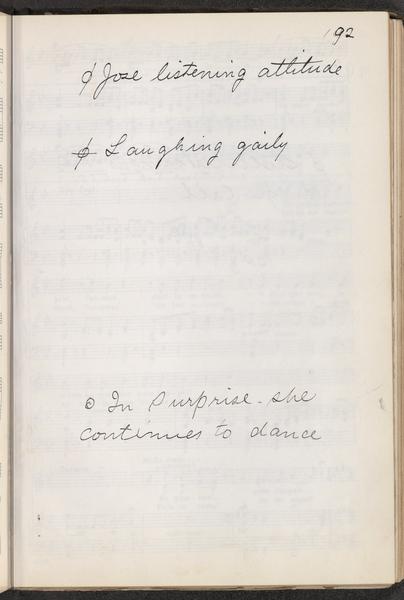 192
ϕ Jose listening attitude
ϕ Laughing gaily
⊙ In Surprise - she
continues to dance